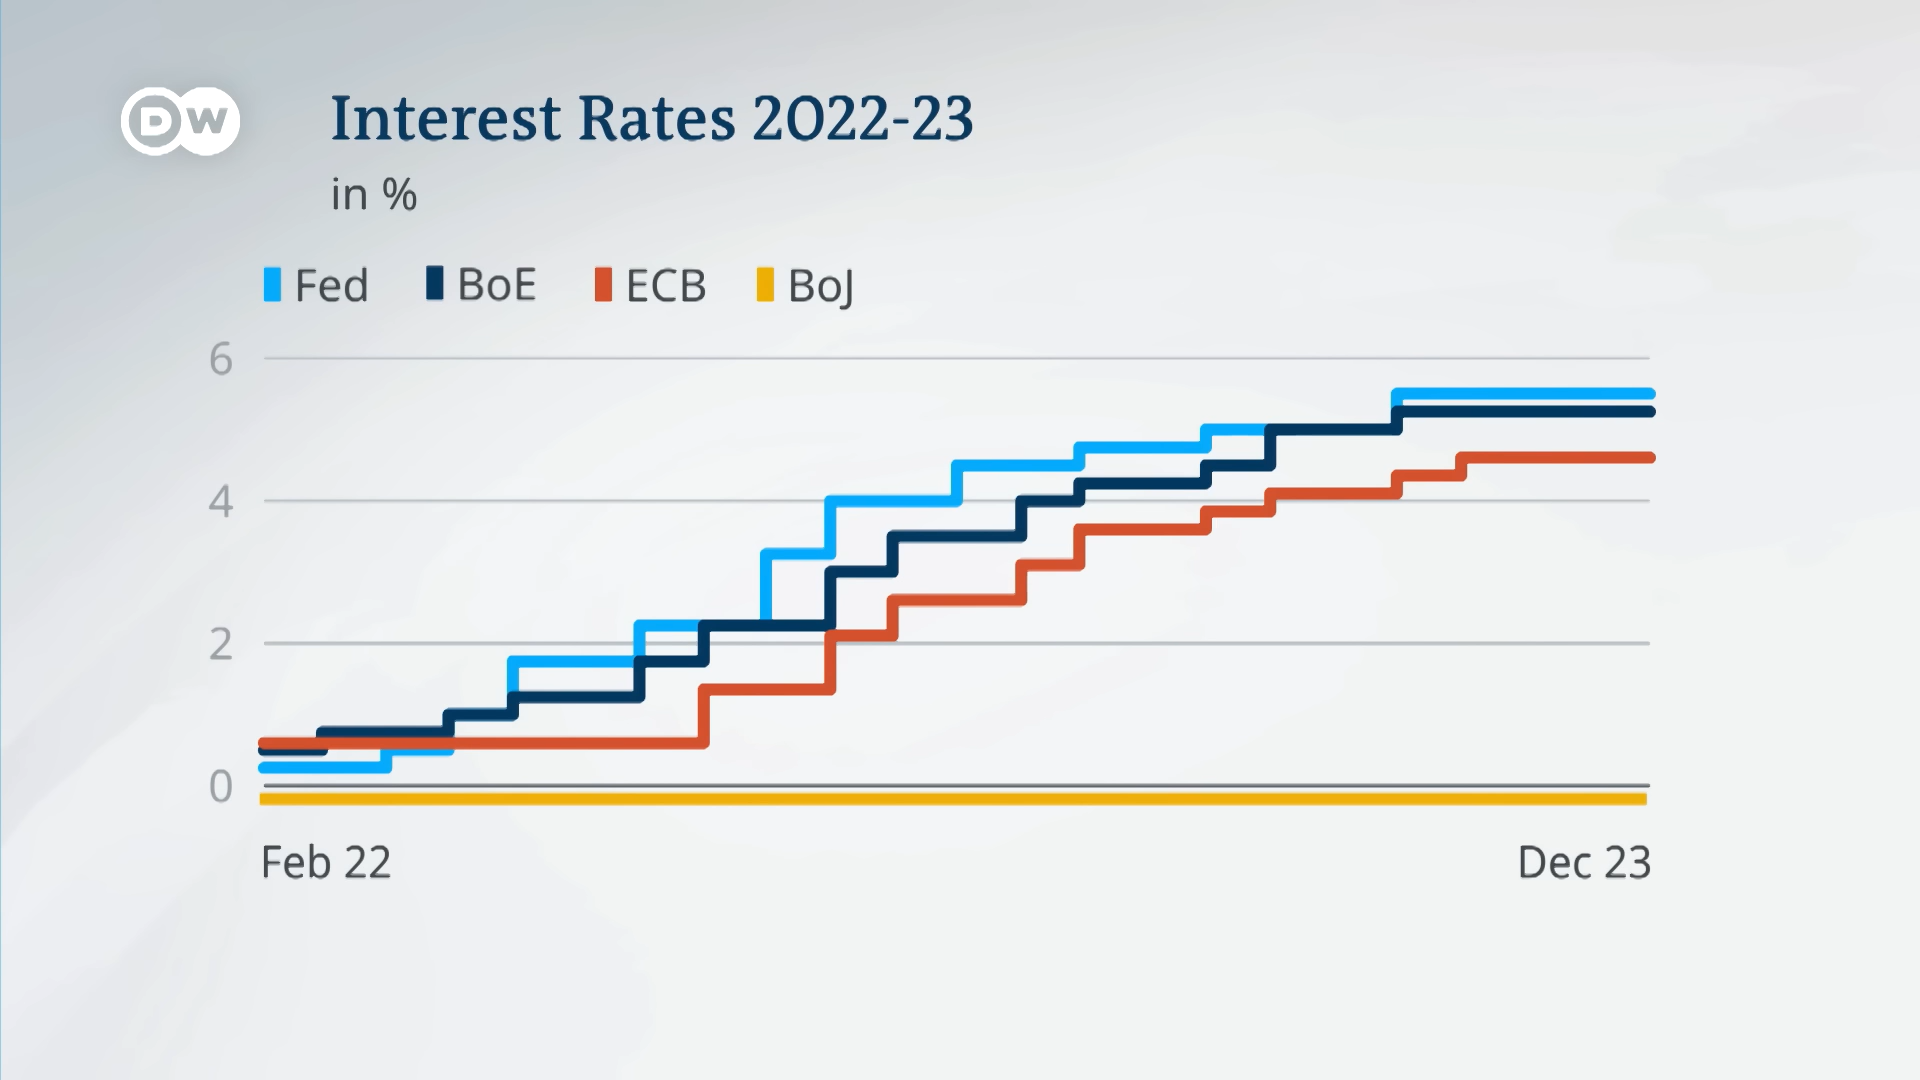 DW
Interest Rates 2022-23
in %
Fed BoE ECB BoJ
6
4
2
0
Feb 22 Dec 23